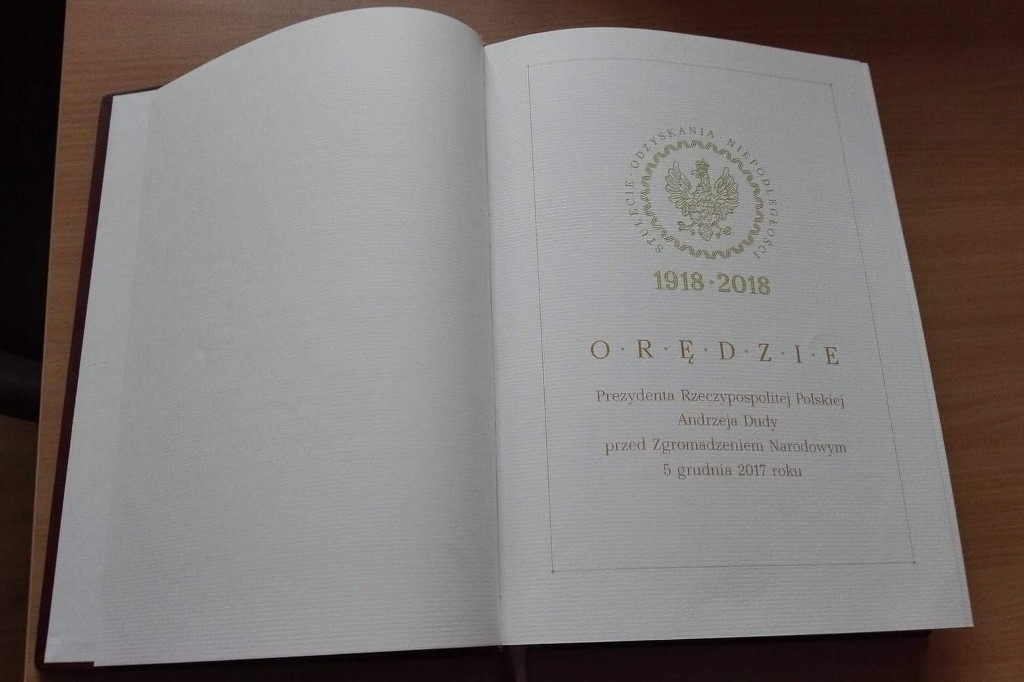 STULECIE · ODZYSKANIA · NIEPODLEGŁOŚCI
1918 · 2018
O · R · Ę · D · Z · I · E
Prezydenta Rzeczypospolitej Polskiej
Andrzeja Dudy
przed Zgromadzeniem Narodowym
5 grudnia 2017 roku